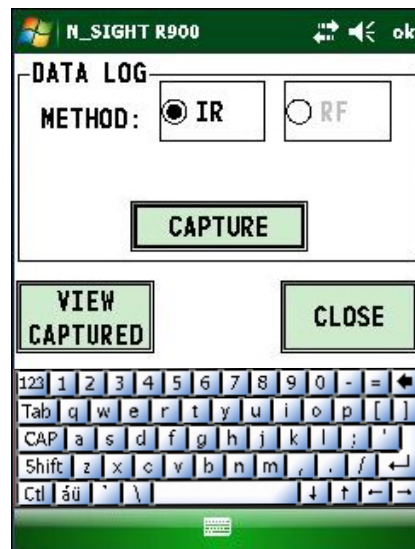 N_SIGHT R900 ok
DATA LOG
METHOD: IR RF
CAPTURE
VIEW CAPTURED
CLOSE
123 1 2 3 4 5 6 7 8 9 0 - =
Tab q w e r t y u i o p [ ]
CAP a s d f g h j k l ; '
Shift z x c v b n m , . /
Ctl áü ` \